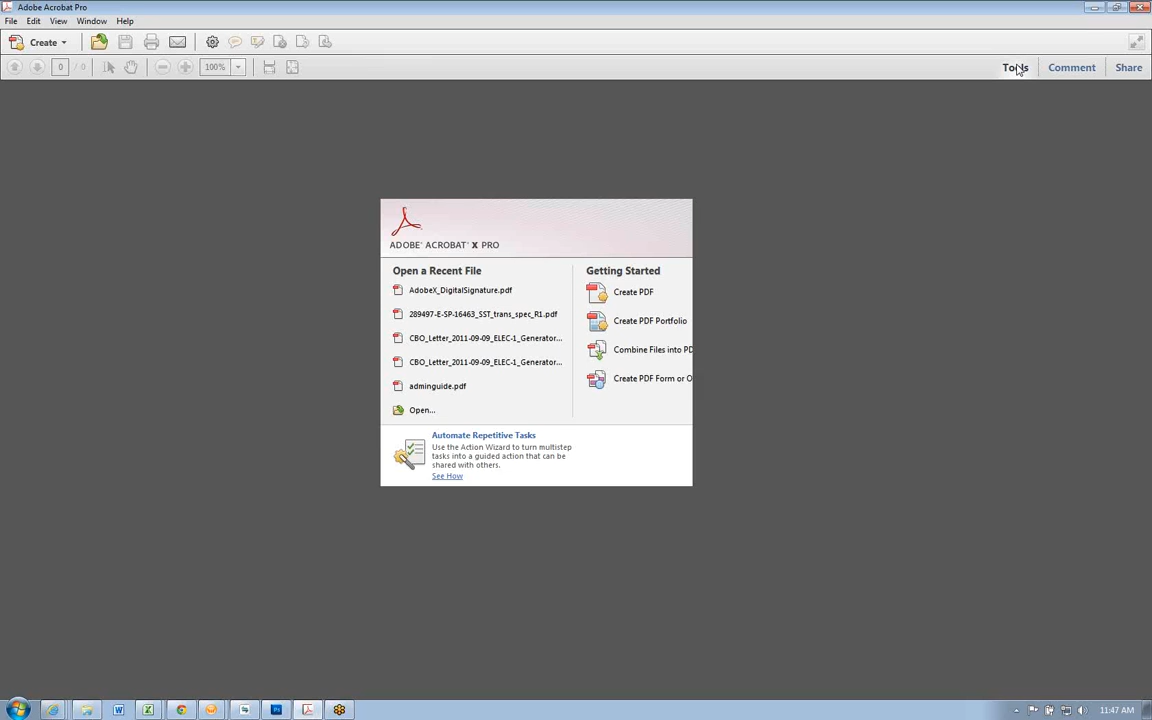 Adobe Acrobat Pro
File Edit View Window Help
Create
0 / 0 100% Tools Comment Share
ADOBE® ACROBAT® X PRO
Open a Recent File
AdobeX_DigitalSignature.pdf
289497-E-SP-16463_SST_trans_spec_R1.pdf
CBO_Letter_2011-09-09_ELEC-1_Generator...
CBO_Letter_2011-09-09_ELEC-1_Generator...
adminguide.pdf
Open...
Getting Started
Create PDF
Create PDF Portfolio
Combine Files into PD
Create PDF Form or O
Automate Repetitive Tasks
Use the Action Wizard to turn multistep
tasks into a guided action that can be
shared with others.
See How
11:47 AM